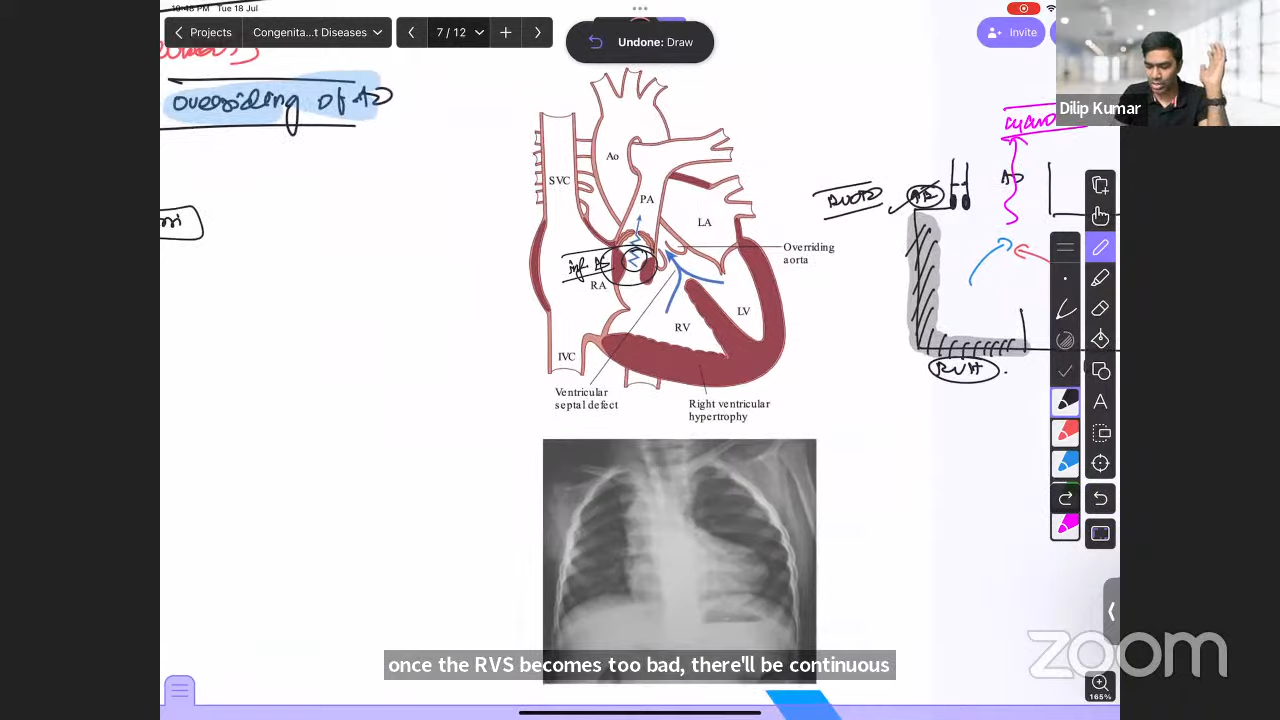 10:48 PM Tue 18 Jul
Projects
Congenita...t Diseases
7 / 12
Undone: Draw
Invite
Dilip Kumar
overriding of AO
Ao
SVC
PA
LA
Overriding
aorta
RA
LV
RV
IVC
Ventricular
septal defect
Right ventricular
hypertrophy
RVH
A
165%
once the RVS becomes too bad, there'll be continuous
zoom